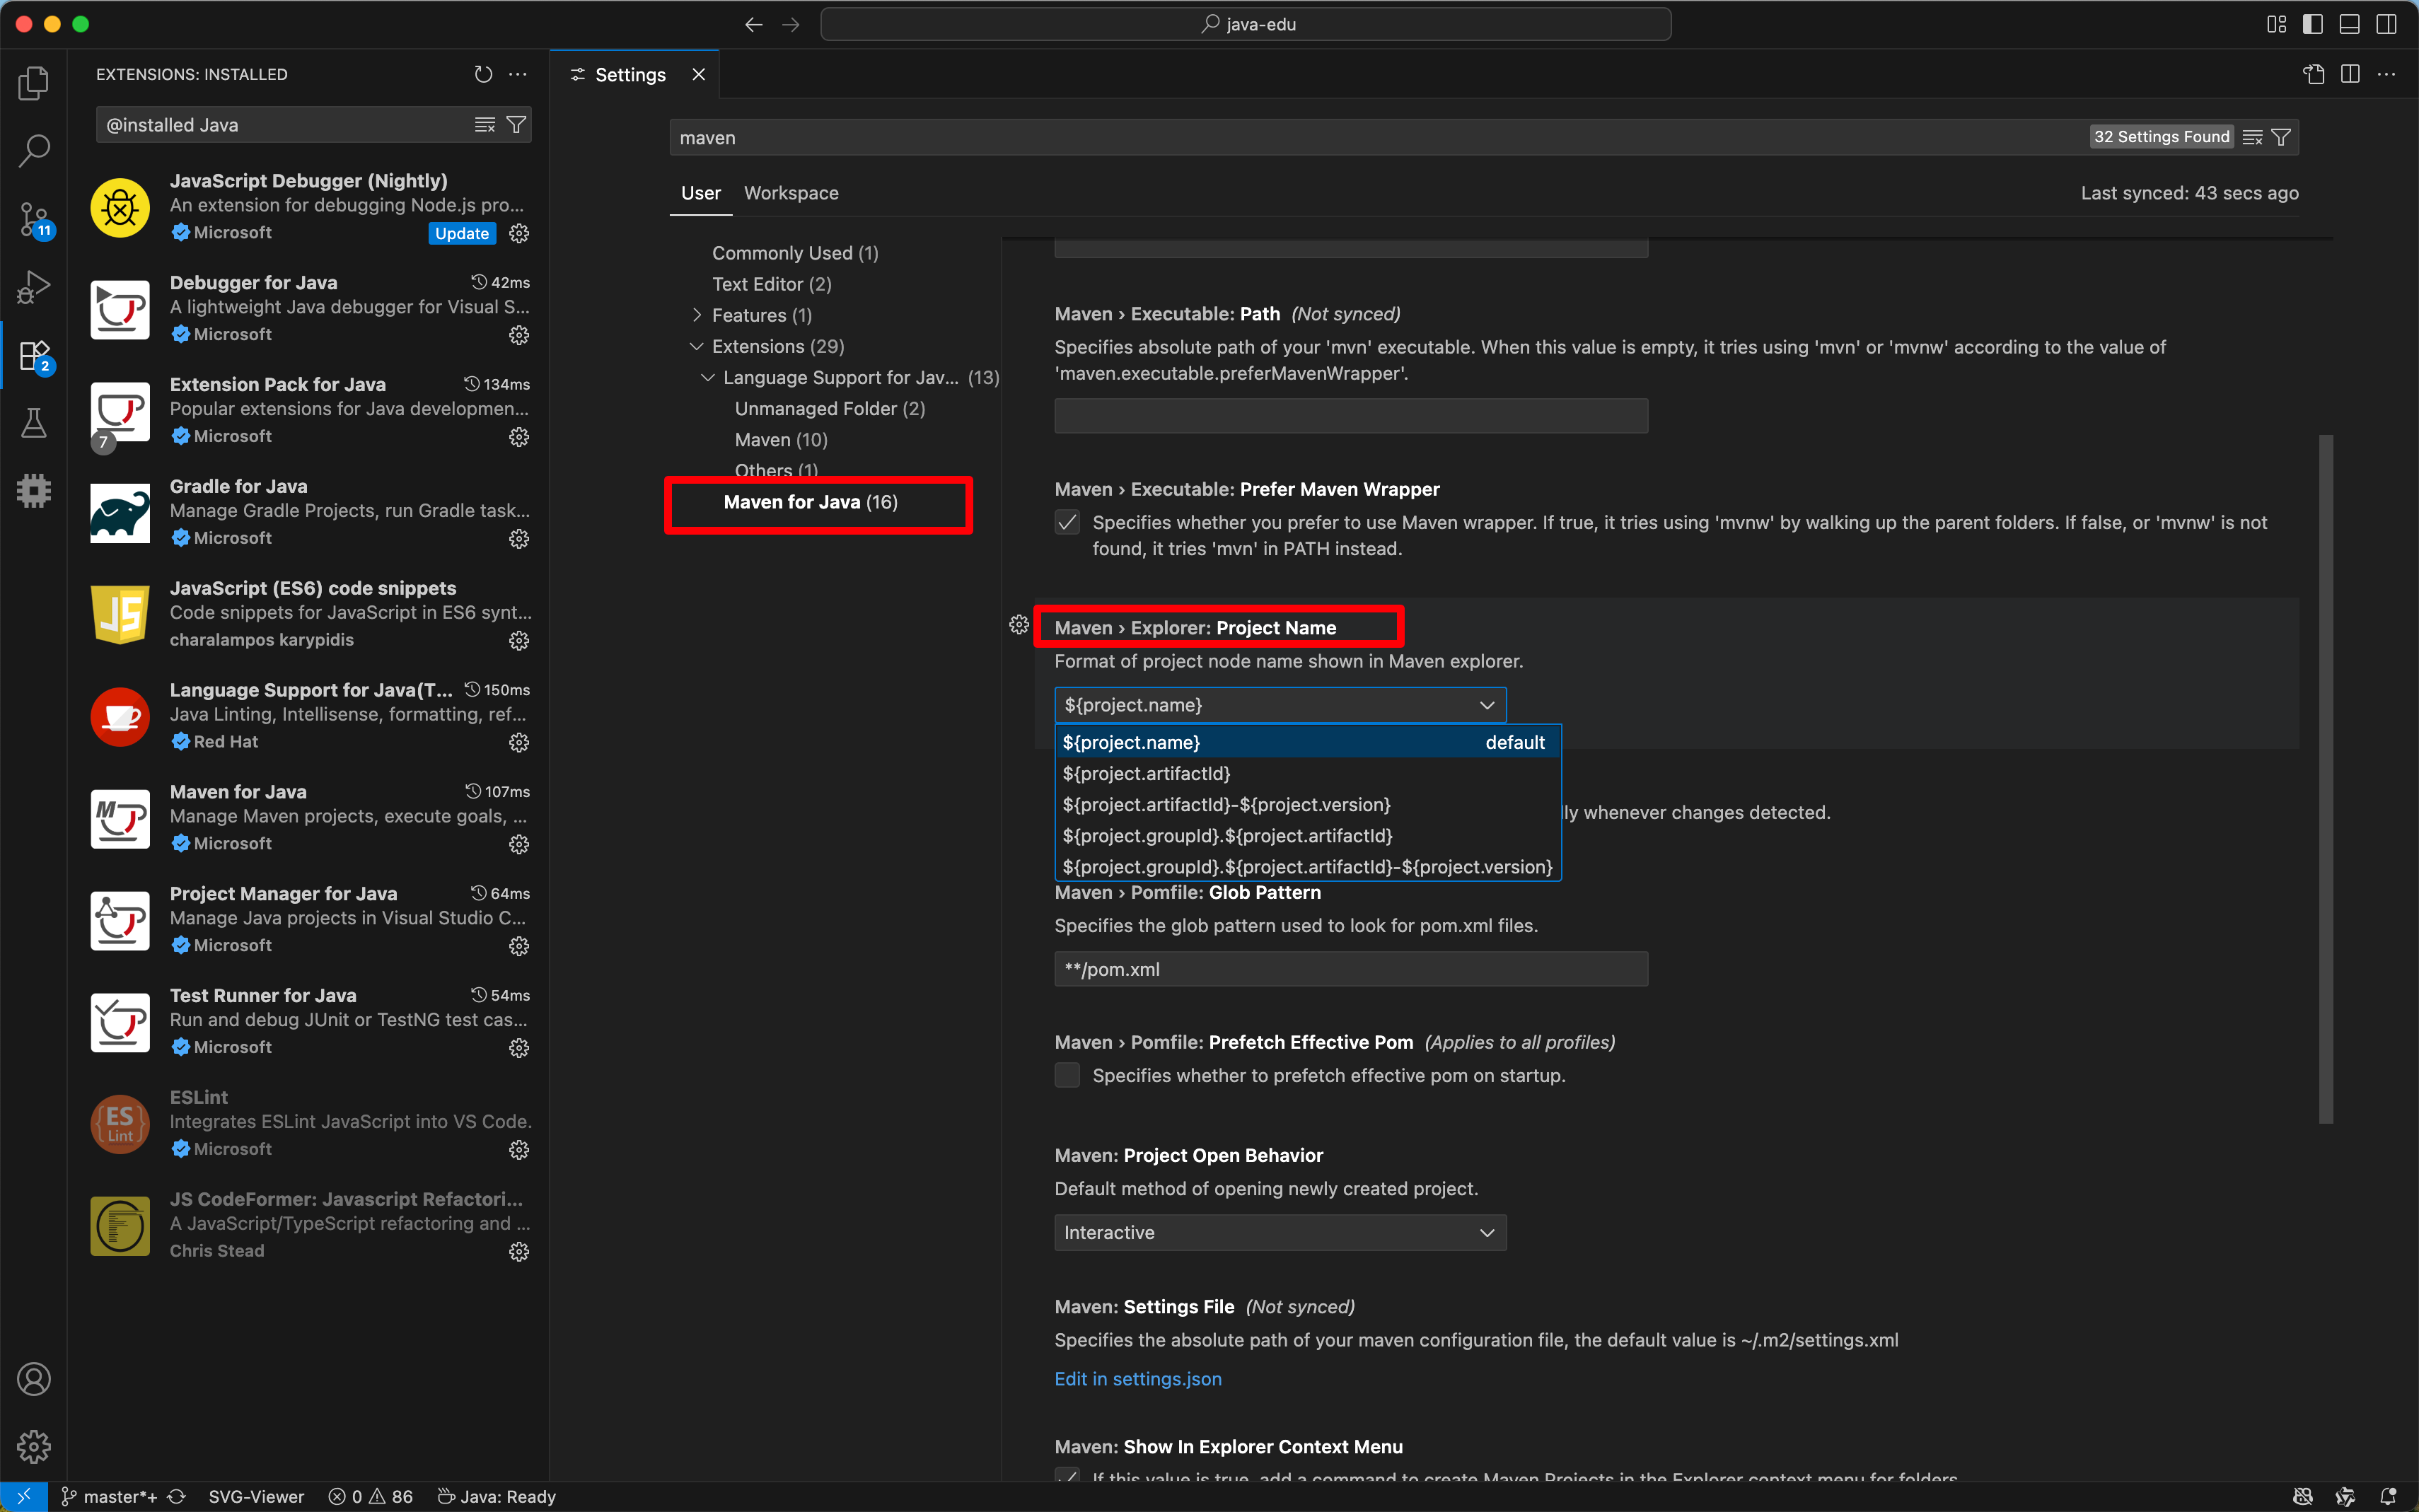 java-edu
EXTENSIONS: INSTALLED
@installed Java
JavaScript Debugger (Nightly)
An extension for debugging Node.js pro...
Microsoft
Update
Debugger for Java
42ms
A lightweight Java debugger for Visual S...
Microsoft
Extension Pack for Java
134ms
Popular extensions for Java developmen...
Microsoft
7
Gradle for Java
Manage Gradle Projects, run Gradle task...
Microsoft
JS
JavaScript (ES6) code snippets
Code snippets for JavaScript in ES6 synt...
charalampos karypidis
Language Support for Java(T...
150ms
Java Linting, Intellisense, formatting, ref...
Red Hat
M
Maven for Java
107ms
Manage Maven projects, execute goals, ...
Microsoft
Project Manager for Java
64ms
Manage Java projects in Visual Studio C...
Microsoft
Test Runner for Java
54ms
Run and debug JUnit or TestNG test cas...
Microsoft
ES
Lint
ESLint
Integrates ESLint JavaScript into VS Code.
Microsoft
JS CodeFormer: Javascript Refactori...
A JavaScript/TypeScript refactoring and ...
Chris Stead
11
2
Settings
maven
32 Settings Found
User
Workspace
Last synced: 43 secs ago
Commonly Used (1)
Text Editor (2)
Features (1)
Extensions (29)
Language Support for Jav... (13)
Unmanaged Folder (2)
Maven (10)
Others (1)
Maven for Java (16)
Maven › Executable: Path (Not synced)
Specifies absolute path of your 'mvn' executable. When this value is empty, it tries using 'mvn' or 'mvnw' according to the value of
'maven.executable.preferMavenWrapper'.
Maven › Executable: Prefer Maven Wrapper
Specifies whether you prefer to use Maven wrapper. If true, it tries using 'mvnw' by walking up the parent folders. If false, or 'mvnw' is not
found, it tries 'mvn' in PATH instead.
Maven › Explorer: Project Name
Format of project node name shown in Maven explorer.
${project.name}
${project.name} default
${project.artifactId}
${project.artifactId}-${project.version}
${project.groupId}.${project.artifactId}
${project.groupId}.${project.artifactId}-${project.version}
lly whenever changes detected.
Maven › Pomfile: Glob Pattern
Specifies the glob pattern used to look for pom.xml files.
**/pom.xml
Maven › Pomfile: Prefetch Effective Pom (Applies to all profiles)
Specifies whether to prefetch effective pom on startup.
Maven: Project Open Behavior
Default method of opening newly created project.
Interactive
Maven: Settings File (Not synced)
Specifies the absolute path of your maven configuration file, the default value is ~/.m2/settings.xml
Edit in settings.json
Maven: Show In Explorer Context Menu
If this value is true, add a command to create Maven Projects in the Explorer context menu for folders
master*+
SVG-Viewer
0
86
Java: Ready